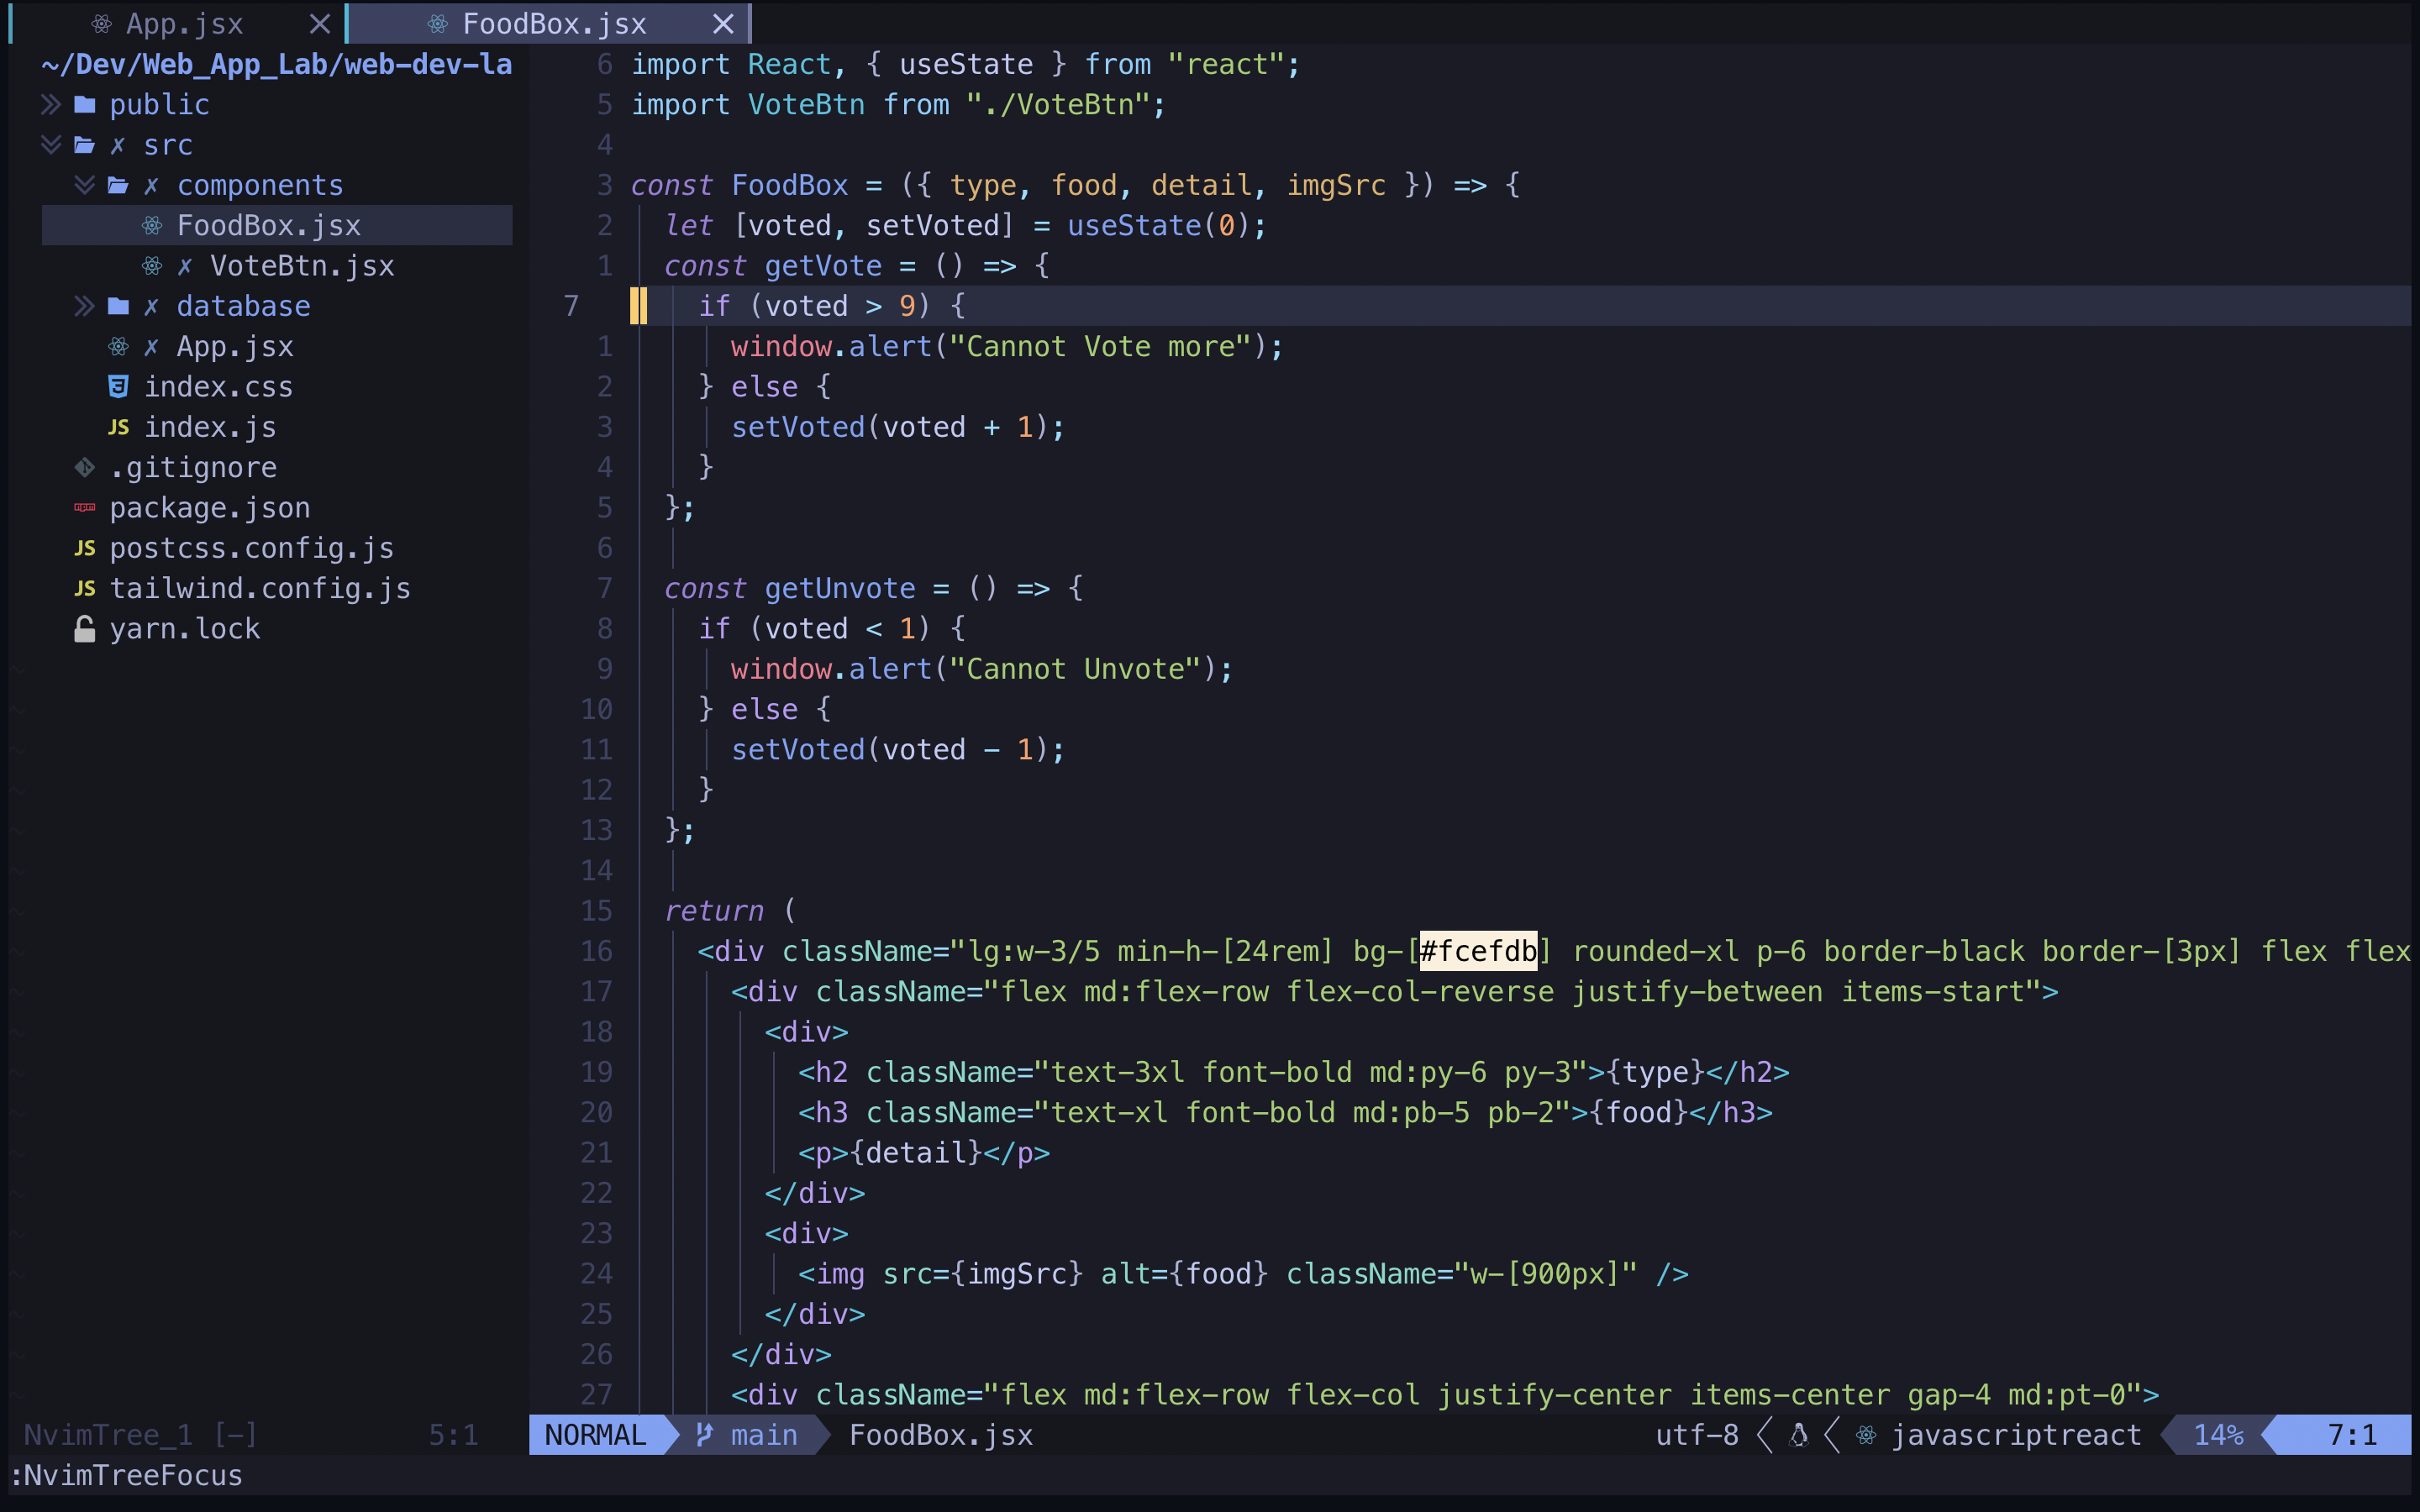 App.jsx
FoodBox.jsx
~/Dev/Web_App_Lab/web-dev-la
public
src
components
FoodBox.jsx
VoteBtn.jsx
database
App.jsx
index.css
JS index.js
.gitignore
package.json
JS postcss.config.js
JS tailwind.config.js
yarn.lock
6 import React, { useState } from "react";
5 import VoteBtn from "./VoteBtn";
4
3 const FoodBox = ({ type, food, detail, imgSrc }) => {
2   let [voted, setVoted] = useState(0);
1   const getVote = () => {
7     if (voted > 9) {
1       window.alert("Cannot Vote more");
2     } else {
3       setVoted(voted + 1);
4     }
5   };
6
7   const getUnvote = () => {
8     if (voted < 1) {
9       window.alert("Cannot Unvote");
10     } else {
11       setVoted(voted - 1);
12     }
13   };
14
15   return (
16     <div className="lg:w-3/5 min-h-[24rem] bg-[#fcefdb] rounded-xl p-6 border-black border-[3px] flex flex
17       <div className="flex md:flex-row flex-col-reverse justify-between items-start">
18         <div>
19           <h2 className="text-3xl font-bold md:py-6 py-3">{type}</h2>
20           <h3 className="text-xl font-bold md:pb-5 pb-2">{food}</h3>
21           <p>{detail}</p>
22         </div>
23         <div>
24           <img src={imgSrc} alt={food} className="w-[900px]" />
25         </div>
26       </div>
27       <div className="flex md:flex-row flex-col justify-center items-center gap-4 md:pt-0">
NvimTree_1 [-] 5:1
NORMAL main FoodBox.jsx utf-8 javascriptreact 14% 7:1
:NvimTreeFocus